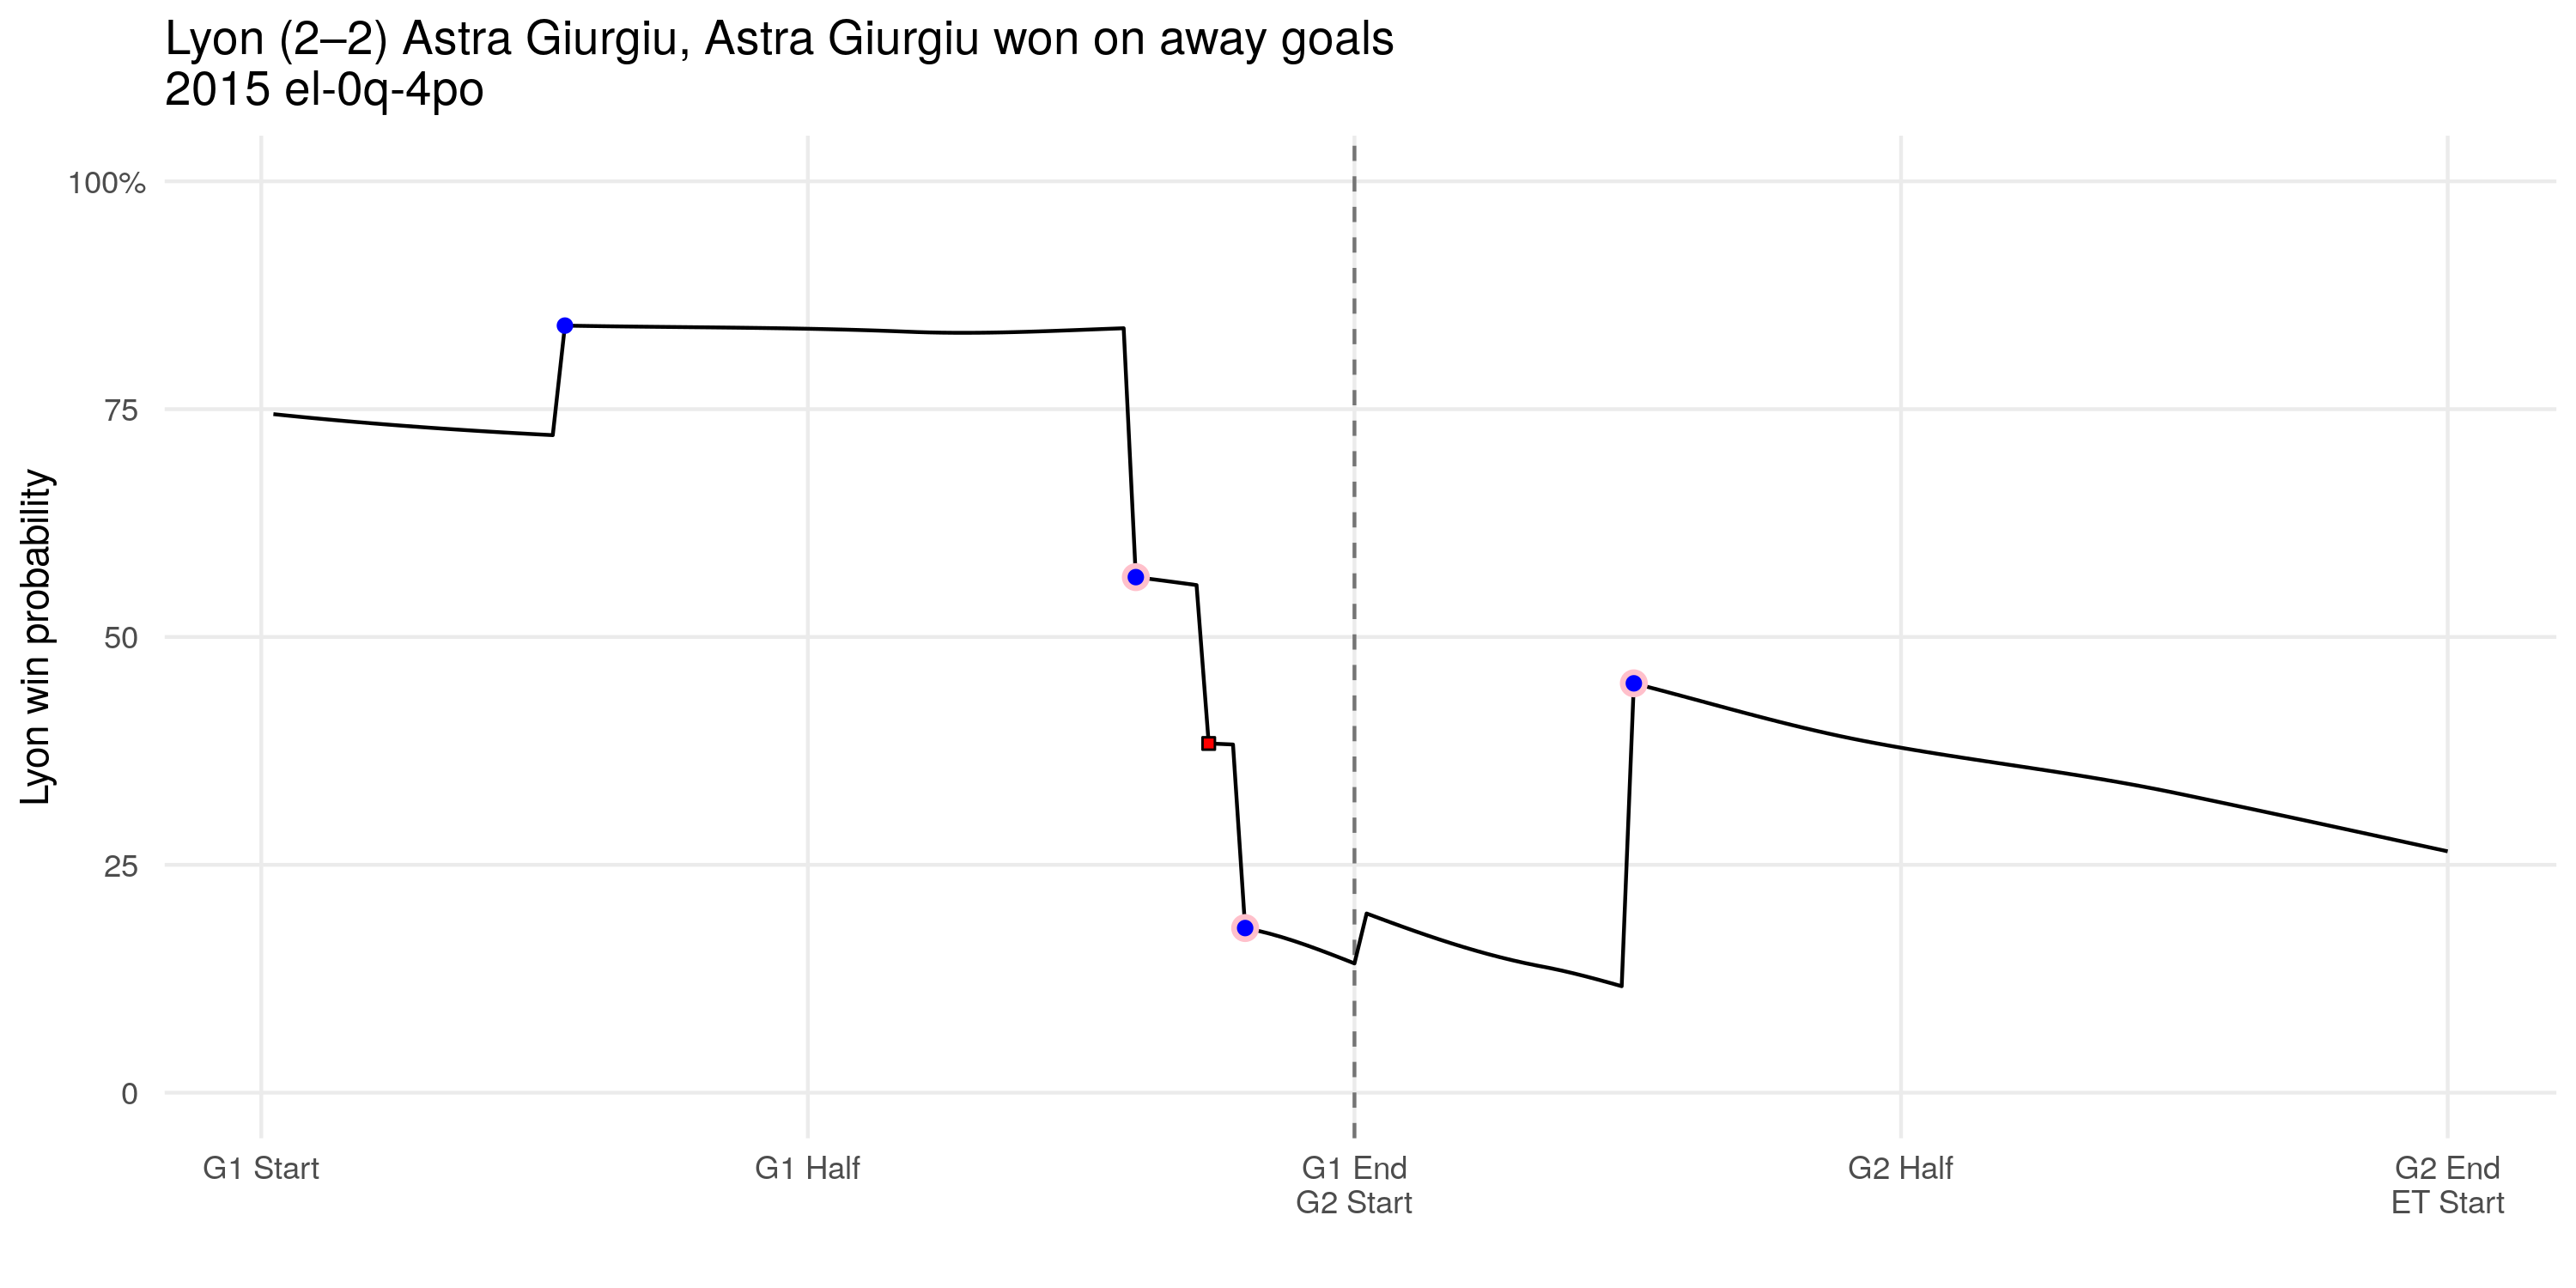 Lyon (2–2) Astra Giurgiu, Astra Giurgiu won on away goals
2015 el-0q-4po
Lyon win probability
100%
75
50
25
0
G1 Start
G1 Half
G1 End
G2 Start
G2 Half
G2 End
ET Start